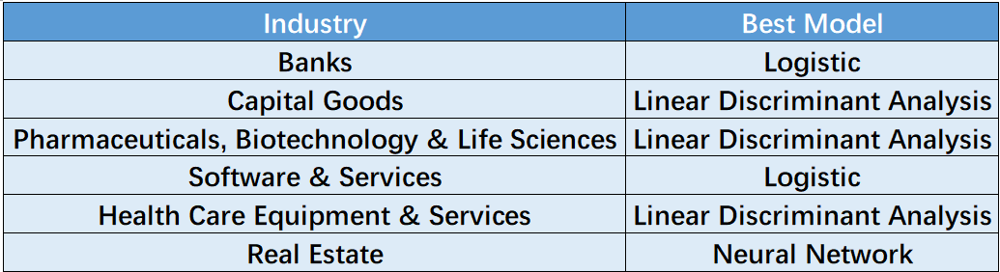 Industry Best Model
Banks Logistic
Capital Goods Linear Discriminant Analysis
Pharmaceuticals, Biotechnology & Life Sciences Linear Discriminant Analysis
Software & Services Logistic
Health Care Equipment & Services Linear Discriminant Analysis
Real Estate Neural Network